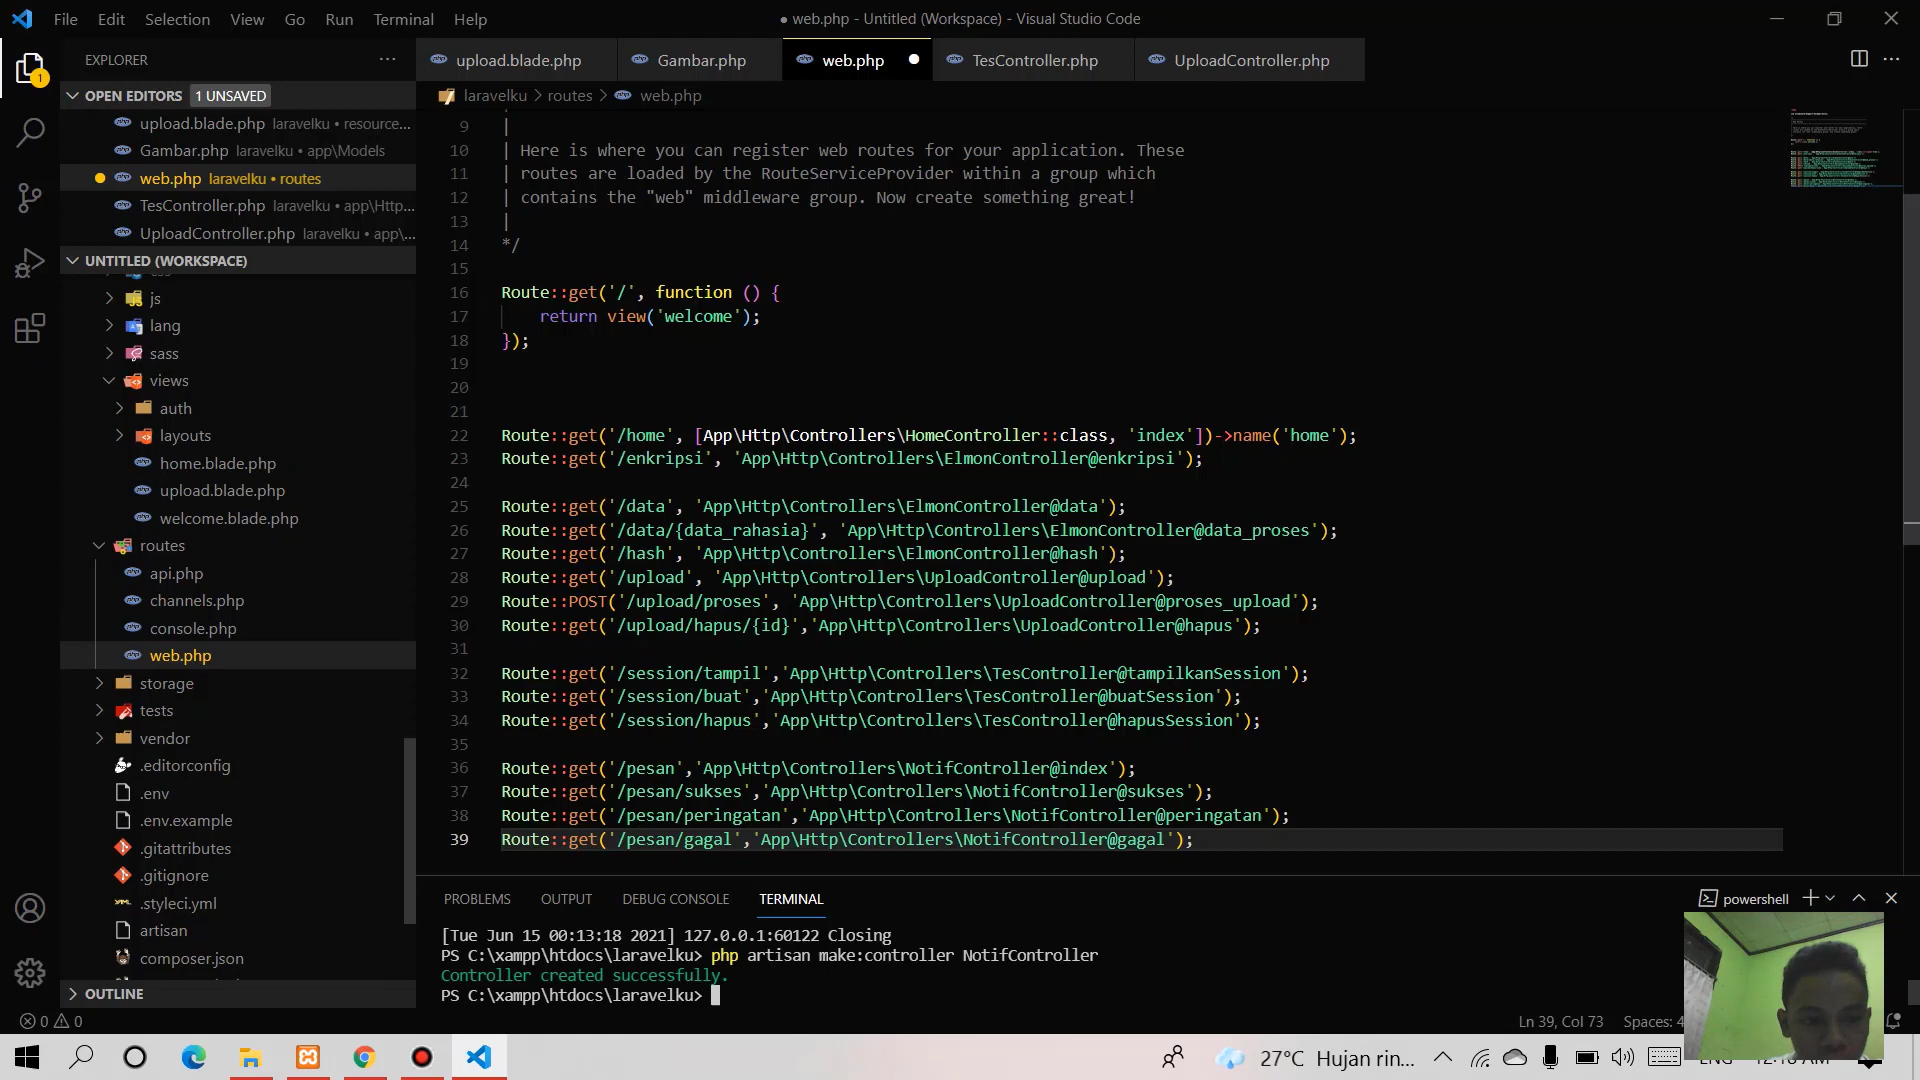 File Edit Selection View Go Run Terminal Help
● web.php - Untitled (Workspace) - Visual Studio Code
EXPLORER
OPEN EDITORS 1 UNSAVED
upload.blade.php laravelku • resource...
Gambar.php laravelku • app\Models
web.php laravelku • routes
TesController.php laravelku • app\Http...
UploadController.php laravelku • app\...
UNTITLED (WORKSPACE)
js
lang
sass
views
auth
layouts
home.blade.php
upload.blade.php
welcome.blade.php
routes
api.php
channels.php
console.php
web.php
storage
tests
vendor
.editorconfig
.env
.env.example
.gitattributes
.gitignore
.styleci.yml
artisan
composer.json
OUTLINE
upload.blade.php Gambar.php web.php TesController.php UploadController.php
laravelku > routes > web.php
9 |
10 | Here is where you can register web routes for your application. These
11 | routes are loaded by the RouteServiceProvider within a group which
12 | contains the "web" middleware group. Now create something great!
13 |
14 */
15
16 Route::get('/', function () {
17 return view('welcome');
18 });
19
20
21
22 Route::get('/home', [App\Http\Controllers\HomeController::class, 'index'])->name('home');
23 Route::get('/enkripsi', 'App\Http\Controllers\ElmonController@enkripsi');
24
25 Route::get('/data', 'App\Http\Controllers\ElmonController@data');
26 Route::get('/data/{data_rahasia}', 'App\Http\Controllers\ElmonController@data_proses');
27 Route::get('/hash', 'App\Http\Controllers\ElmonController@hash');
28 Route::get('/upload', 'App\Http\Controllers\UploadController@upload');
29 Route::POST('/upload/proses', 'App\Http\Controllers\UploadController@proses_upload');
30 Route::get('/upload/hapus/{id}','App\Http\Controllers\UploadController@hapus');
31
32 Route::get('/session/tampil','App\Http\Controllers\TesController@tampilkanSession');
33 Route::get('/session/buat','App\Http\Controllers\TesController@buatSession');
34 Route::get('/session/hapus','App\Http\Controllers\TesController@hapusSession');
35
36 Route::get('/pesan','App\Http\Controllers\NotifController@index');
37 Route::get('/pesan/sukses','App\Http\Controllers\NotifController@sukses');
38 Route::get('/pesan/peringatan','App\Http\Controllers\NotifController@peringatan');
39 Route::get('/pesan/gagal','App\Http\Controllers\NotifController@gagal');
PROBLEMS OUTPUT DEBUG CONSOLE TERMINAL
powershell
[Tue Jun 15 00:13:18 2021] 127.0.0.1:60122 Closing
PS C:\xampp\htdocs\laravelku> php artisan make:controller NotifController
Controller created successfully.
PS C:\xampp\htdocs\laravelku>
0 0
Ln 39, Col 73 Spaces: 4
27°C Hujan rin...